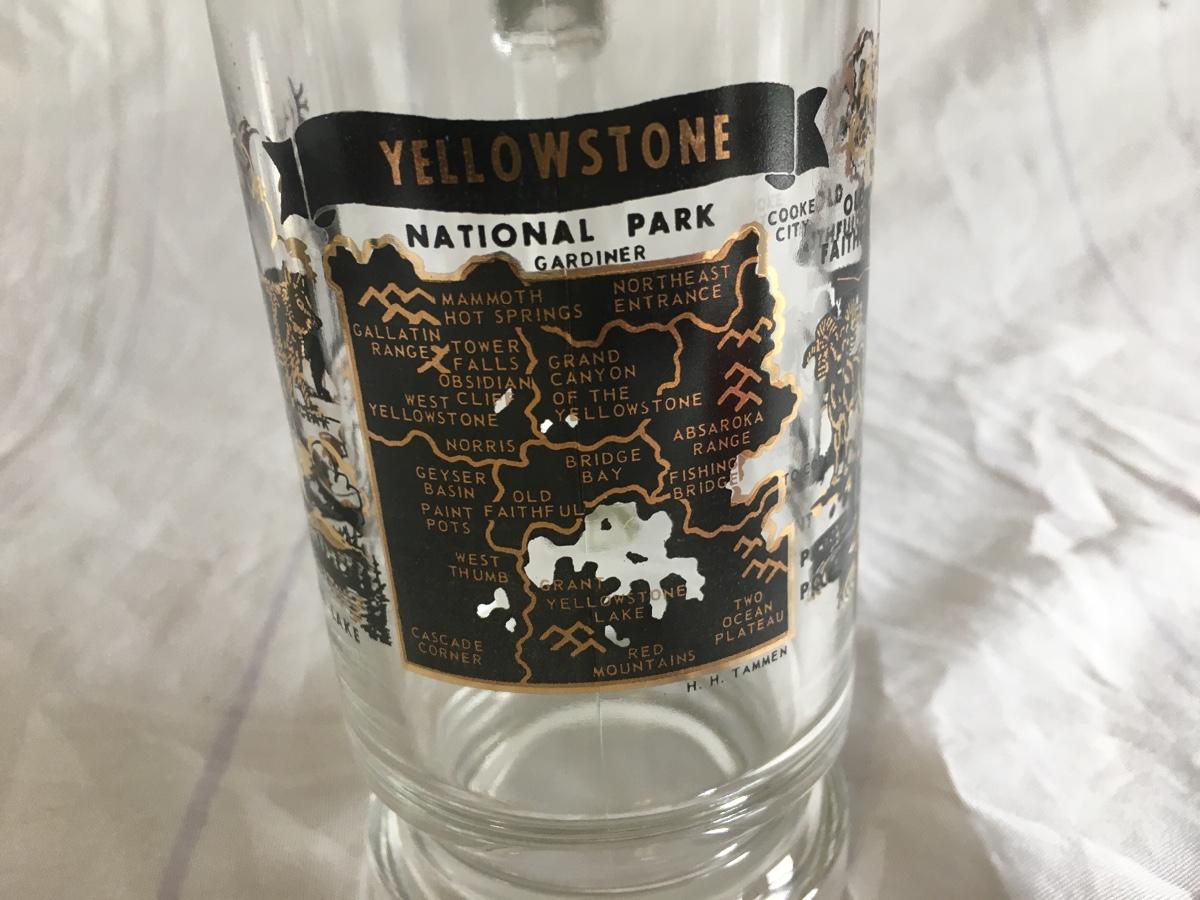 YELLOWSTONE
NATIONAL PARK
GARDINER
COOKE
CITY
OLD
FAITHFUL
MAMMOTH
HOT SPRINGS
NORTHEAST
ENTRANCE
GALLATIN
RANGE
TOWER
FALLS
OBSIDIAN
CLIFF
GRAND
CANYON
OF THE
YELLOWSTONE
WEST
YELLOWSTONE
ABSAROKA
RANGE
NORRIS
BRIDGE
BAY
FISHING
BRIDGE
GEYSER
BASIN
OLD
FAITHFUL
PAINT
POTS
WEST
THUMB
GRANT
YELLOWSTONE
LAKE
TWO
OCEAN
PLATEAU
CASCADE
CORNER
RED
MOUNTAINS
H. H. TAMMEN
LAKE